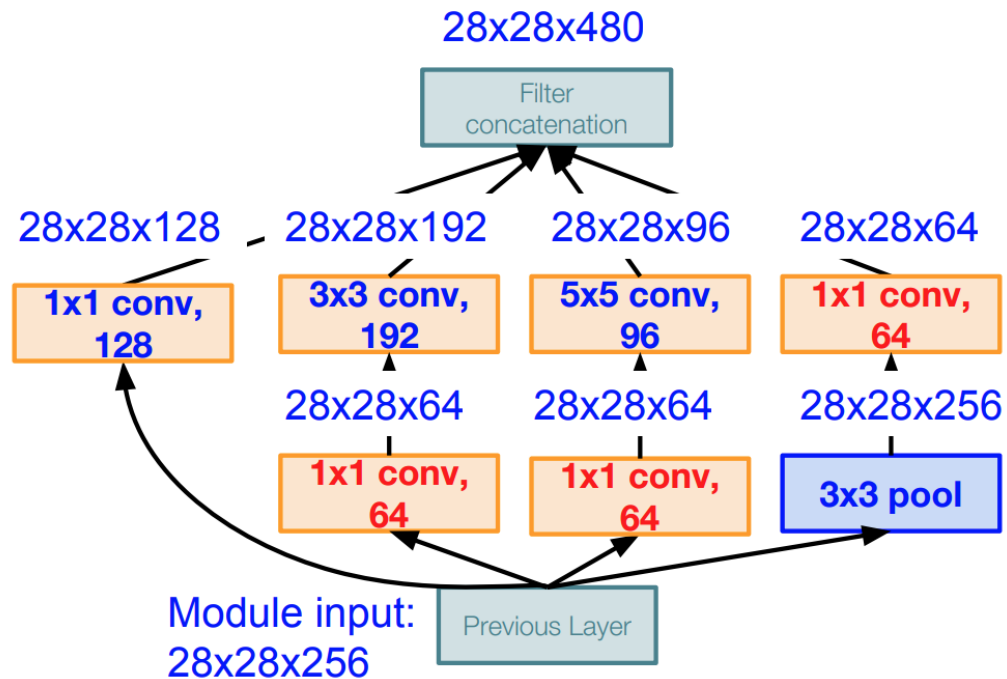 28x28x480
Filter
concatenation
28x28x128
28x28x192
28x28x96
28x28x64
1x1 conv,
128
3x3 conv,
192
5x5 conv,
96
1x1 conv,
64
28x28x64
28x28x64
28x28x256
1x1 conv,
64
1x1 conv,
64
3x3 pool
Module input:
28x28x256
Previous Layer